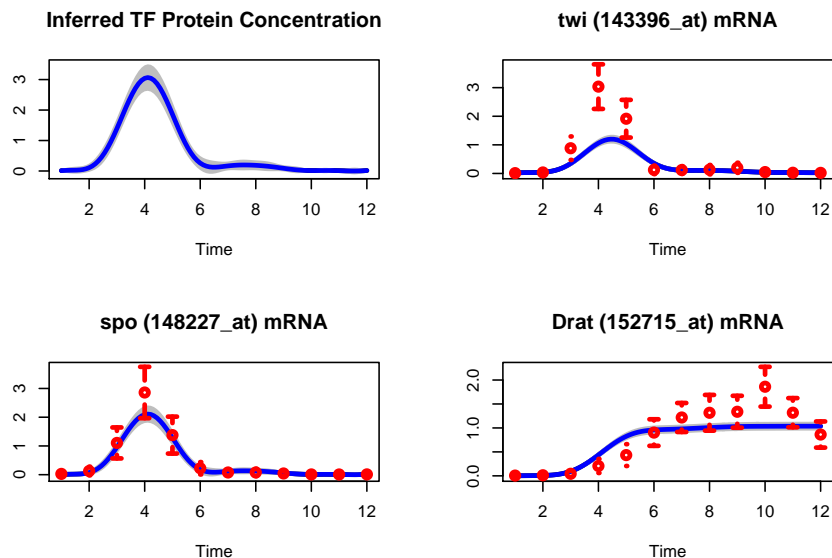 Inferred TF Protein Concentration
3
2
1
0
2 4 6 8 10 12
Time
twi (143396_at) mRNA
3
2
1
0
2 4 6 8 10 12
Time
spo (148227_at) mRNA
3
2
1
0
2 4 6 8 10 12
Time
Drat (152715_at) mRNA
2.0
1.0
0.0
2 4 6 8 10 12
Time